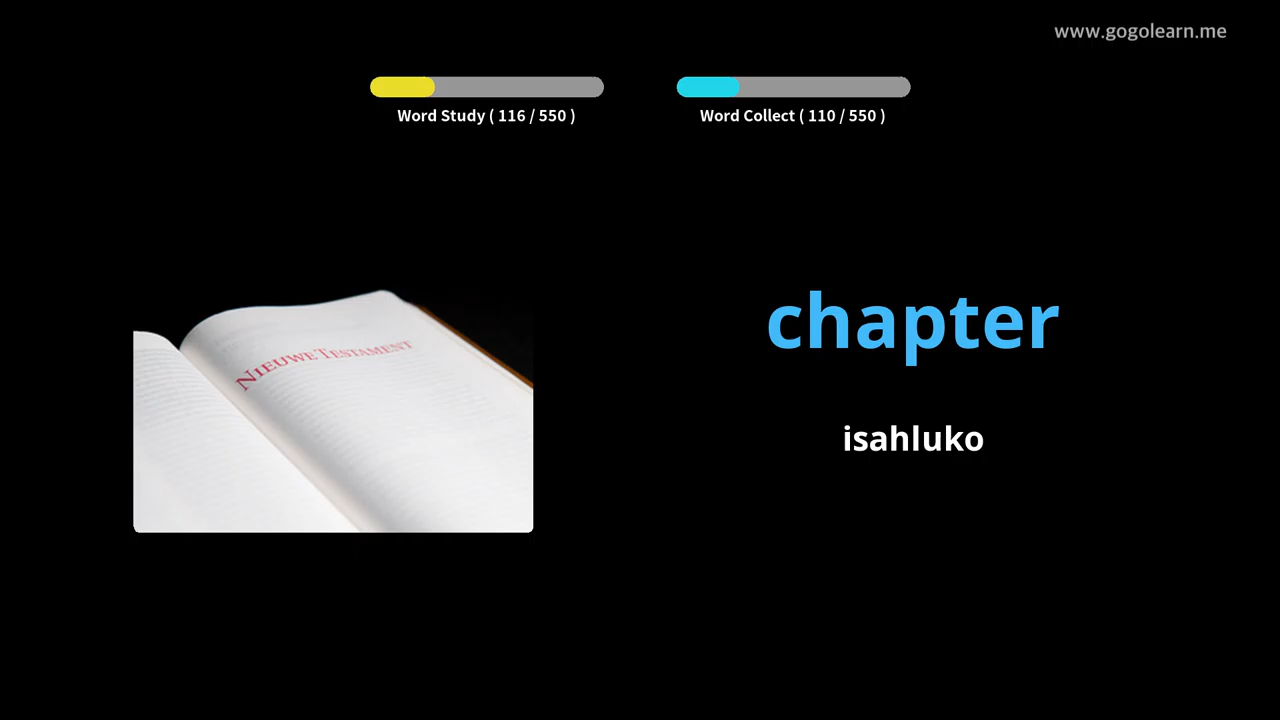 www.gogolearn.me
Word Study ( 116 / 550 )
Word Collect ( 110 / 550 )
NIEUWE TESTAMENT
chapter
isahluko